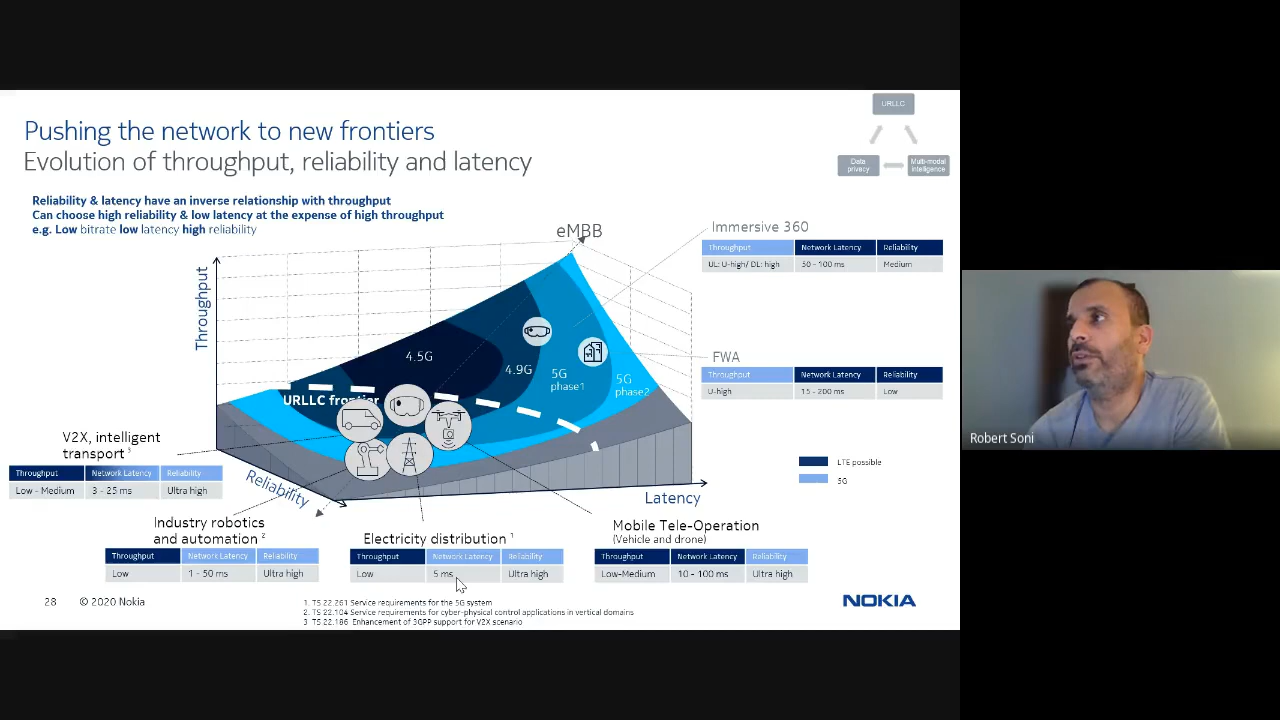 URLLC
Data
privacy
Multi-modal
intelligence
Pushing the network to new frontiers
Evolution of throughput, reliability and latency
Reliability & latency have an inverse relationship with throughput
Can choose high reliability & low latency at the expense of high throughput
e.g. Low bitrate low latency high reliability
eMBB
Immersive 360
Throughput Network Latency Reliability
UL: U-high/ DL: high 50 - 100 ms Medium
Throughput
4.5G
4.9G
5G
phase1
5G
phase2
FWA
Throughput Network Latency Reliability
U-high 15 - 200 ms Low
URLLC frontier
V2X, intelligent
transport 3
Throughput Network Latency Reliability
Low - Medium 3 - 25 ms Ultra high
Reliability
Latency
LTE possible
5G
Robert Soni
Industry robotics
and automation 2
Throughput Network Latency Reliability
Low 1 - 50 ms Ultra high
Electricity distribution 1
Throughput Network Latency Reliability
Low 5 ms Ultra high
Mobile Tele-Operation
(Vehicle and drone)
Throughput Network Latency Reliability
Low-Medium 10 - 100 ms Ultra high
28 © 2020 Nokia
1. TS 22.261 Service requirements for the 5G system
2. TS 22.104 Service requirements for cyber-physical control applications in vertical domains
3 TS 22.186 Enhancement of 3GPP support for V2X scenario
NOKIA